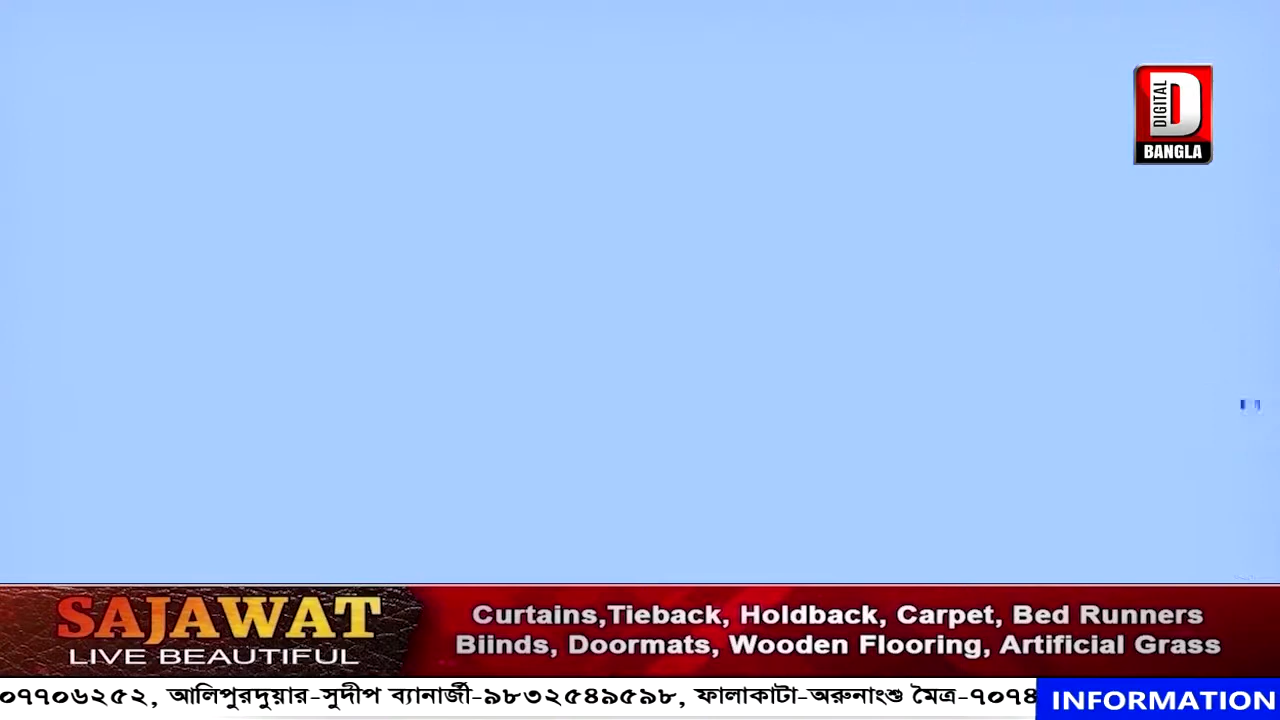 DIGITAL
D
BANGLA
SAJAWAT
LIVE BEAUTIFUL
Curtains,Tieback, Holdback, Carpet, Bed Runners
Blinds, Doormats, Wooden Flooring, Artificial Grass
০৭৭০৬২৫২, আলিপুরদুয়ার-সুদীপ ব্যানার্জী-৯৮৩২৫৪৯৫৯৮, ফালাকাটা-অরুনাংশু মৈত্র-৭০৭৪
INFORMATION